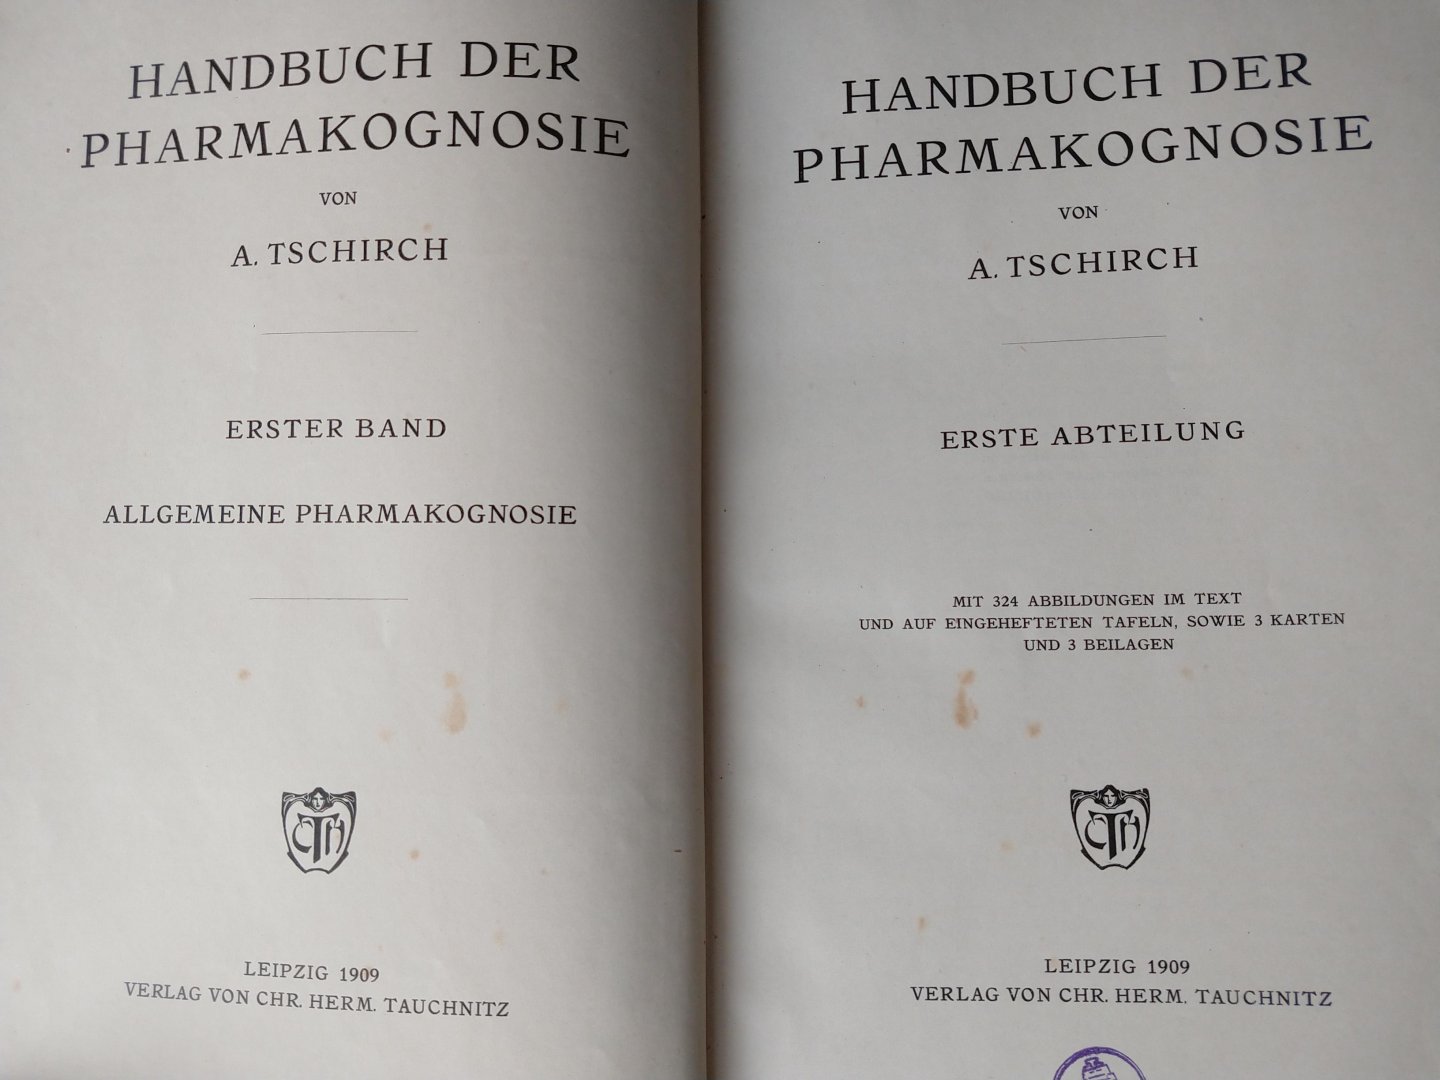 HANDBUCH DER
PHARMAKOGNOSIE
VON
A. TSCHIRCH
ERSTER BAND
ALLGEMEINE PHARMAKOGNOSIE
CTH
LEIPZIG 1909
VERLAG VON CHR. HERM. TAUCHNITZ
HANDBUCH DER
PHARMAKOGNOSIE
VON
A. TSCHIRCH
ERSTE ABTEILUNG
MIT 324 ABBILDUNGEN IM TEXT
UND AUF EINGEHEFTETEN TAFELN, SOWIE 3 KARTEN
UND 3 BEILAGEN
CTH
LEIPZIG 1909
VERLAG VON CHR. HERM. TAUCHNITZ